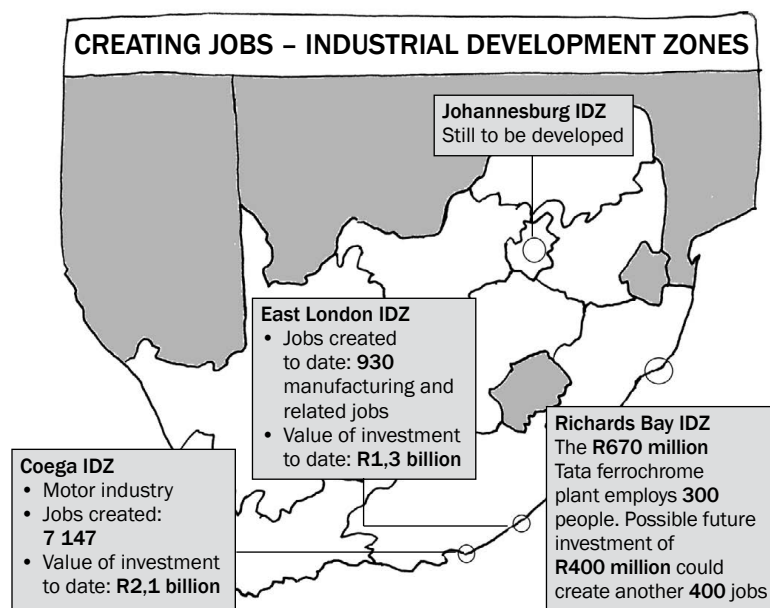 CREATING JOBS – INDUSTRIAL DEVELOPMENT ZONES
Johannesburg IDZ
Still to be developed
East London IDZ
• Jobs created
to date: 930
manufacturing and
related jobs
• Value of investment
to date: R1,3 billion
Richards Bay IDZ
The R670 million
Tata ferrochrome
plant employs 300
people. Possible future
investment of
R400 million could
create another 400 jobs
Coega IDZ
• Motor industry
• Jobs created:
7 147
• Value of investment
to date: R2,1 billion